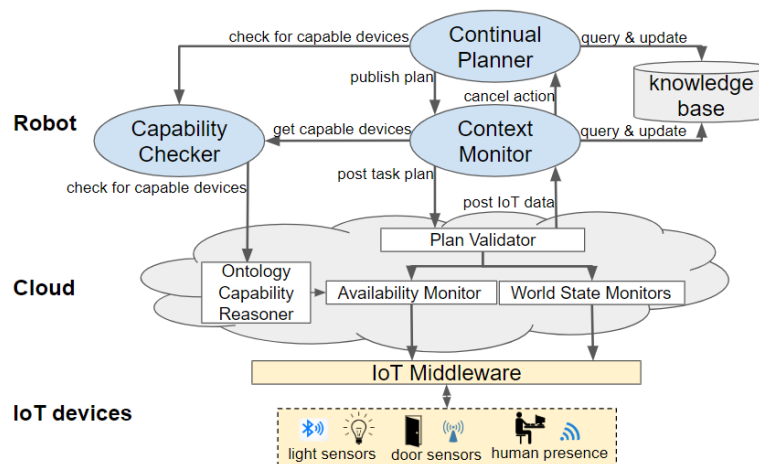 check for capable devices
Continual
Planner
query & update
publish plan
cancel action
knowledge
base
Robot
Capability
Checker
get capable devices
Context
Monitor
query & update
check for capable devices
post task plan
post IoT data
Plan Validator
Cloud
Ontology
Capability
Reasoner
Availability Monitor
World State Monitors
IoT Middleware
IoT devices
light sensors
door sensors
human presence